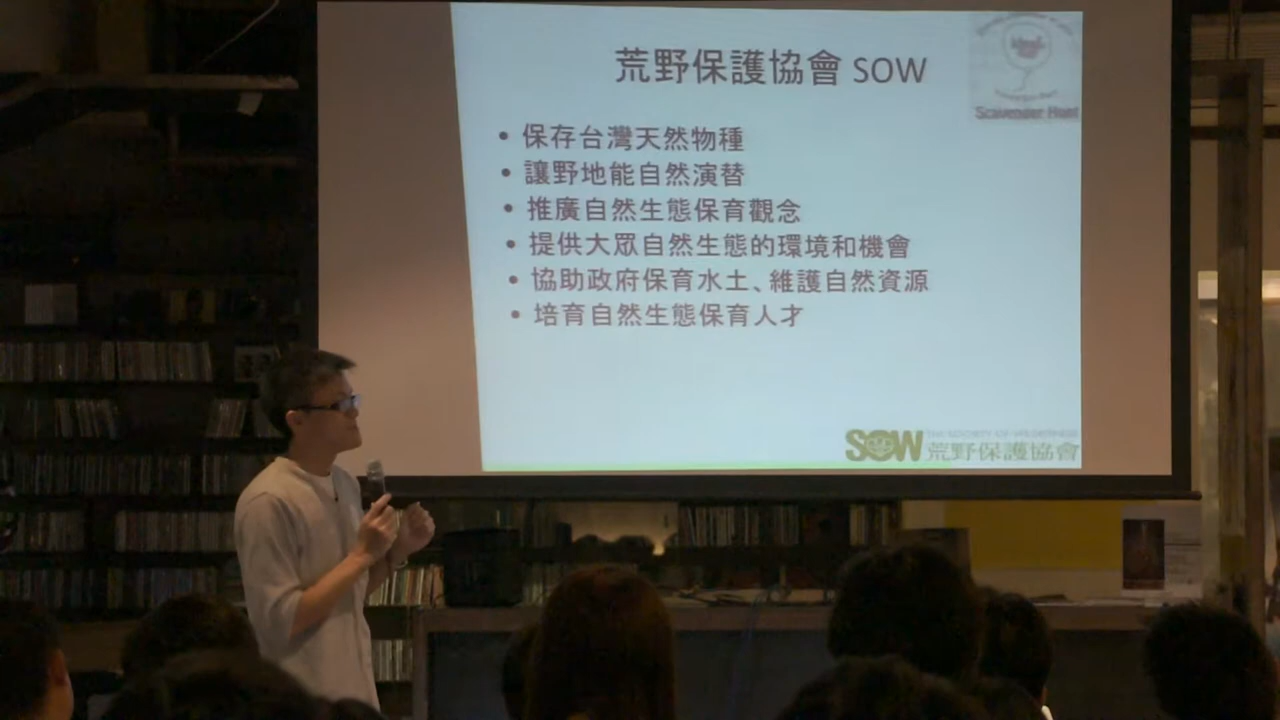 荒野保護協會 SOW
Scavenger Hunt
• 保存台灣天然物種
• 讓野地能自然演替
• 推廣自然生態保育觀念
• 提供大眾自然生態的環境和機會
• 協助政府保育水土、維護自然資源
• 培育自然生態保育人才
SOW THE SOCIETY OF WILDERNESS
荒野保護協會